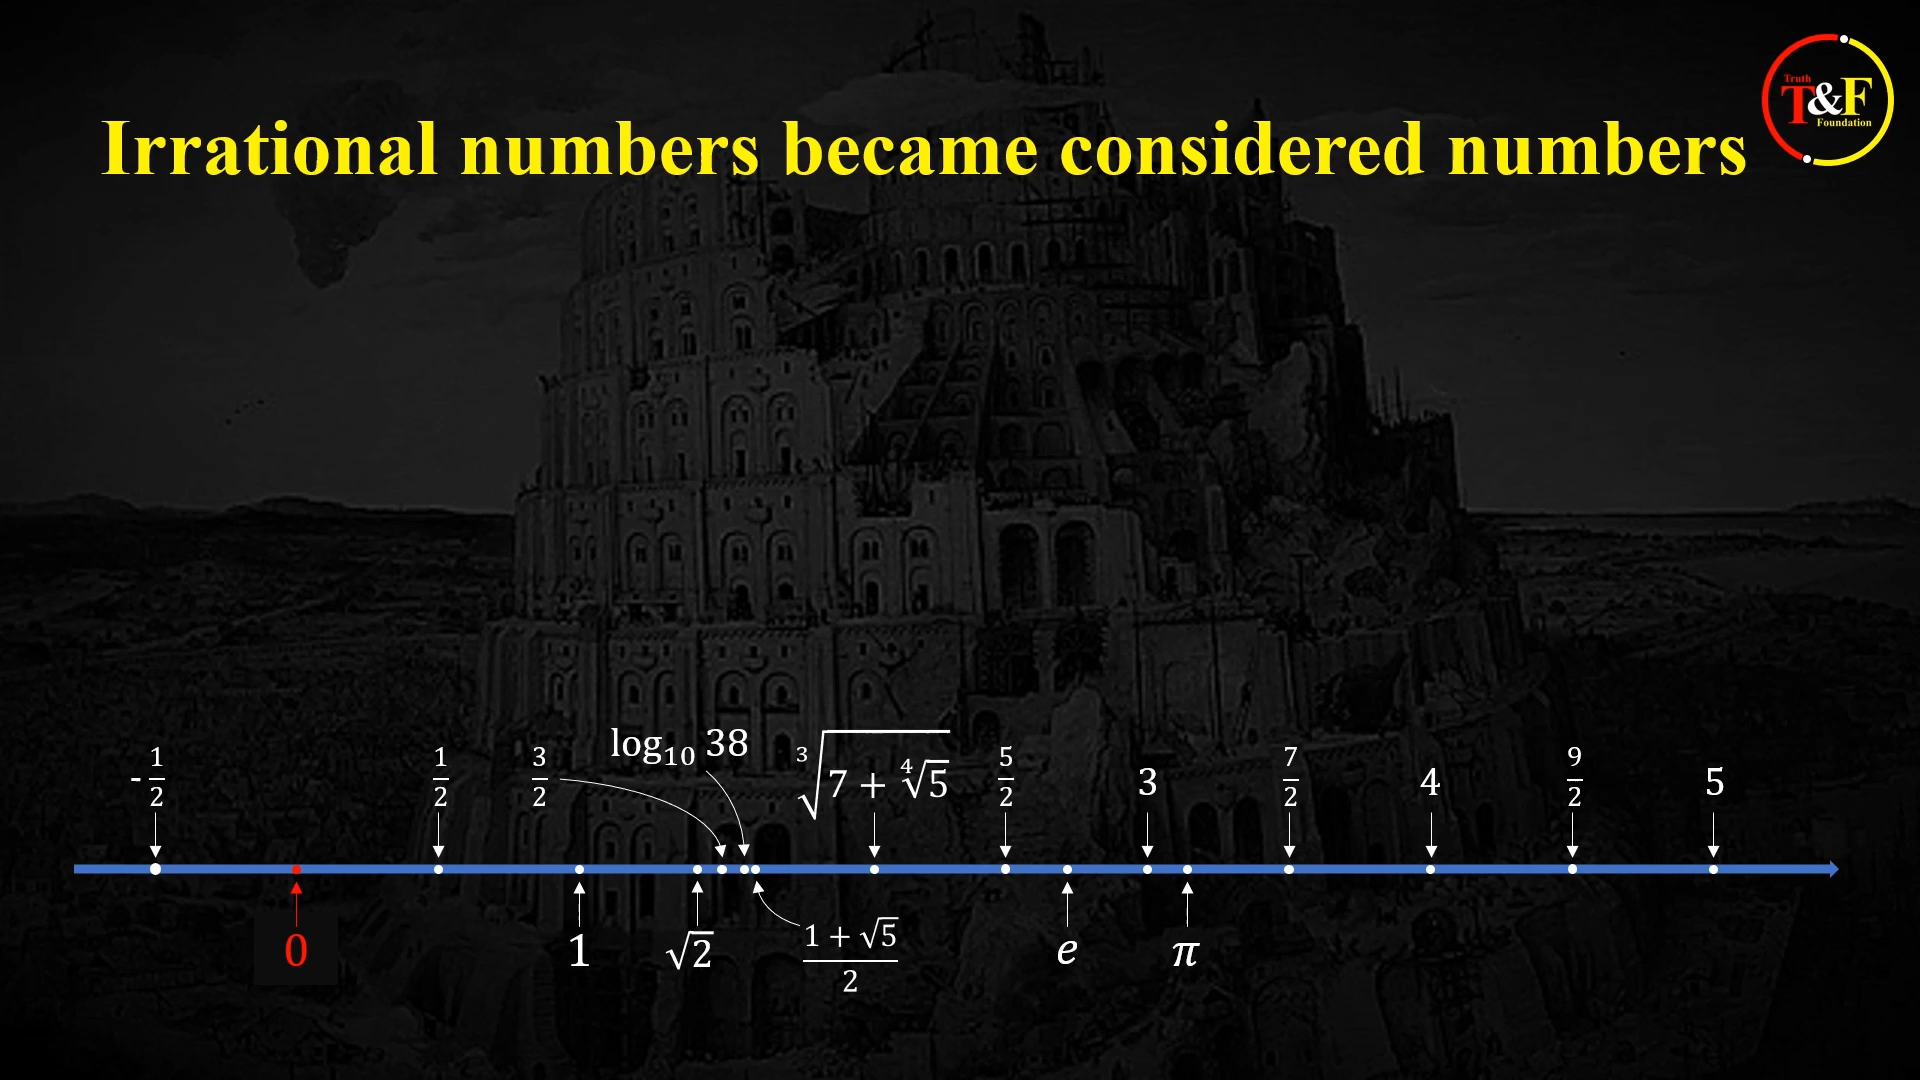 Irrational numbers became considered numbers
Truth
T&F
Foundation
-1/2
1/2
3/2
log₁₀ 38
∛(7 + ∜5)
5/2
3
7/2
4
9/2
5
0
1
√2
(1 + √5)/2
e
π